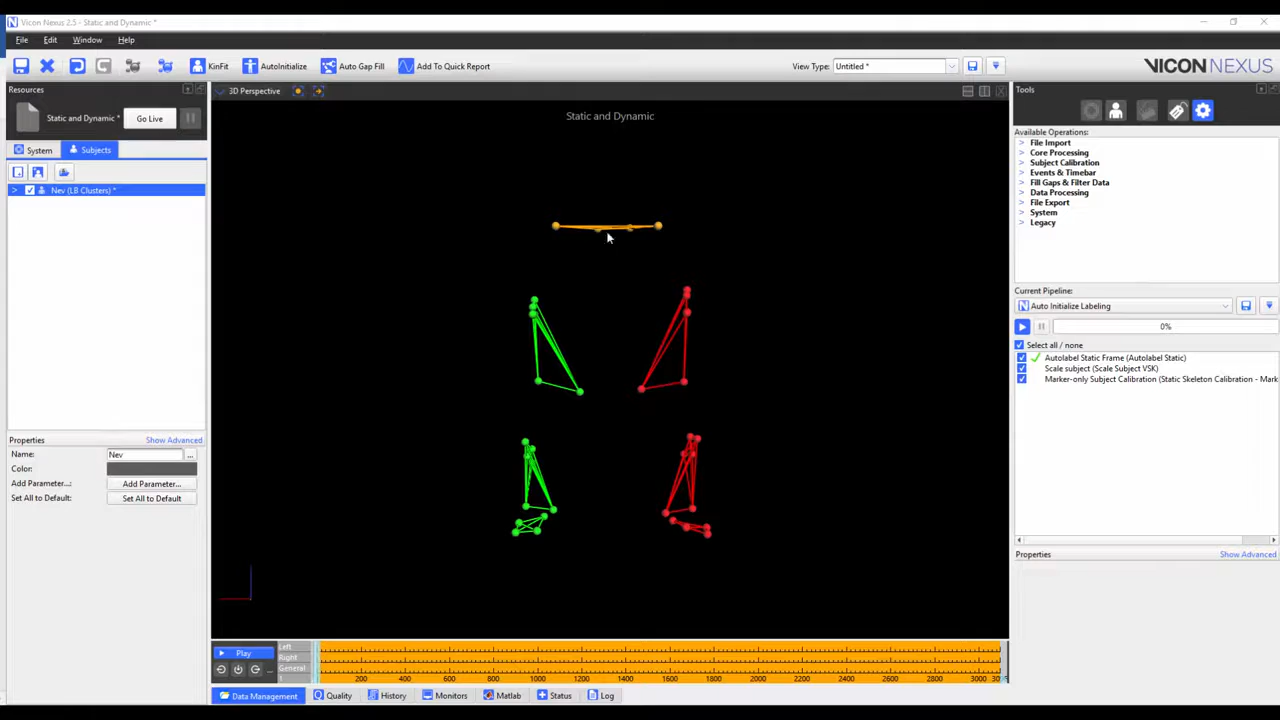 Vicon Nexus 2.5 - Static and Dynamic *
File Edit Window Help
KinFit AutoInitialize Auto Gap Fill Add To Quick Report View Type: Untitled * VICON NEXUS
Resources
Static and Dynamic * Go Live
System Subjects
Nev (LB Clusters) *
Properties Show Advanced
Name: Nev ...
Color:
Add Parameter...: Add Parameter...
Set All to Default: Set All to Default
3D Perspective
Static and Dynamic
Play
Left
Right
General
1 200 400 600 800 1000 1200 1400 1600 1800 2000 2200 2400 2600 2800 3000
Data Management Quality History Monitors Matlab Status Log
Tools
Available Operations:
> File Import
> Core Processing
> Subject Calibration
> Events & Timebar
> Fill Gaps & Filter Data
> Data Processing
> File Export
> System
> Legacy
Current Pipeline:
Auto Initialize Labeling
0%
Select all / none
Autolabel Static Frame (Autolabel Static)
Scale subject (Scale Subject VSK)
Marker-only Subject Calibration (Static Skeleton Calibration - Mark
Properties Show Advanced